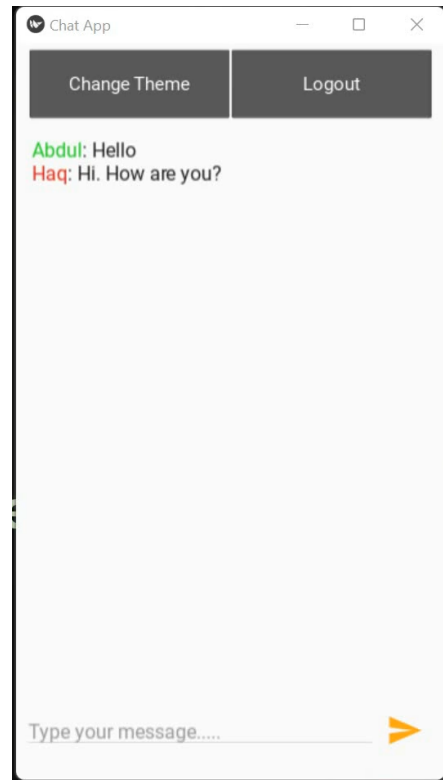 Chat App
Change Theme Logout
Abdul: Hello
Haq: Hi. How are you?
Type your message.....